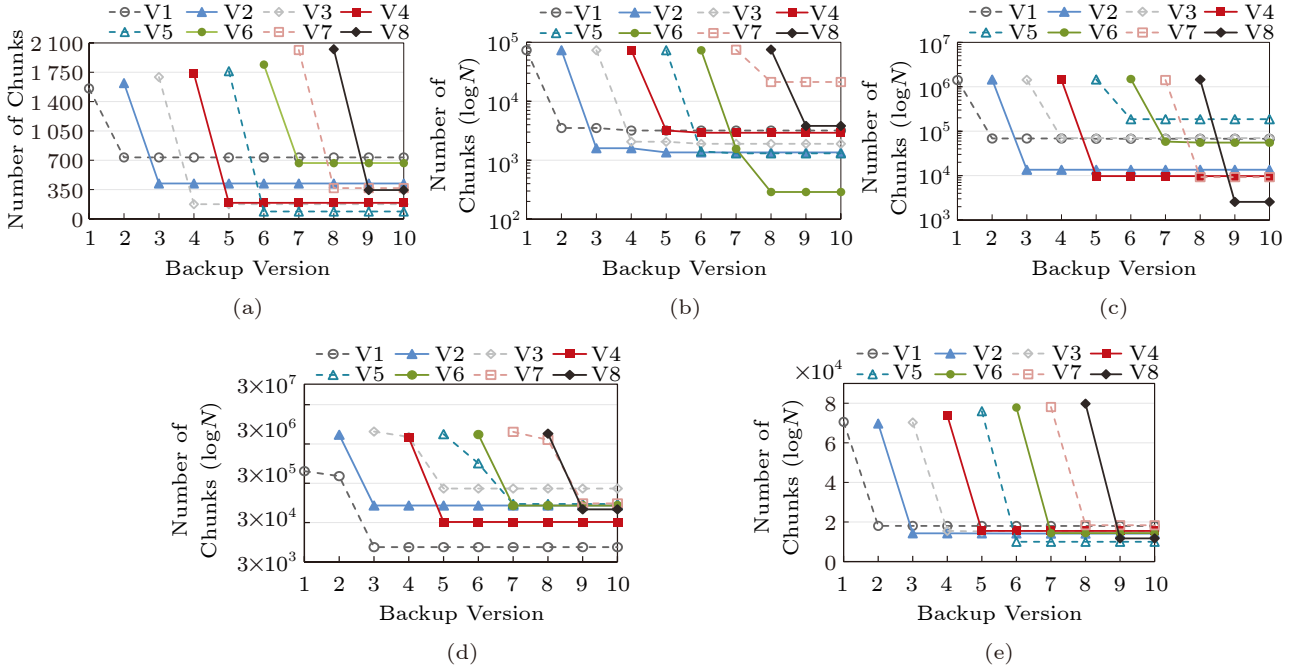 V1 V2 V3 V4
V5 V6 V7 V8
2 100
1 750
1 400
1 050
700
350
0
Number of Chunks
1 2 3 4 5 6 7 8 9 10
Backup Version
(a)
V1 V2 V3 V4
V5 V6 V7 V8
10^5
10^4
10^3
10^2
Number of
Chunks (logN)
1 2 3 4 5 6 7 8 9 10
Backup Version
(b)
V1 V2 V3 V4
V5 V6 V7 V8
10^7
10^6
10^5
10^4
10^3
Number of
Chunks (logN)
1 2 3 4 5 6 7 8 9 10
Backup Version
(c)
V1 V2 V3 V4
V5 V6 V7 V8
3×10^7
3×10^6
3×10^5
3×10^4
3×10^3
Number of
Chunks (logN)
1 2 3 4 5 6 7 8 9 10
Backup Version
(d)
V1 V2 V3 V4
V5 V6 V7 V8
×10^4
8 0
6 0
4 0
2 0
0
Number of
Chunks (logN)
1 2 3 4 5 6 7 8 9 10
Backup Version
(e)